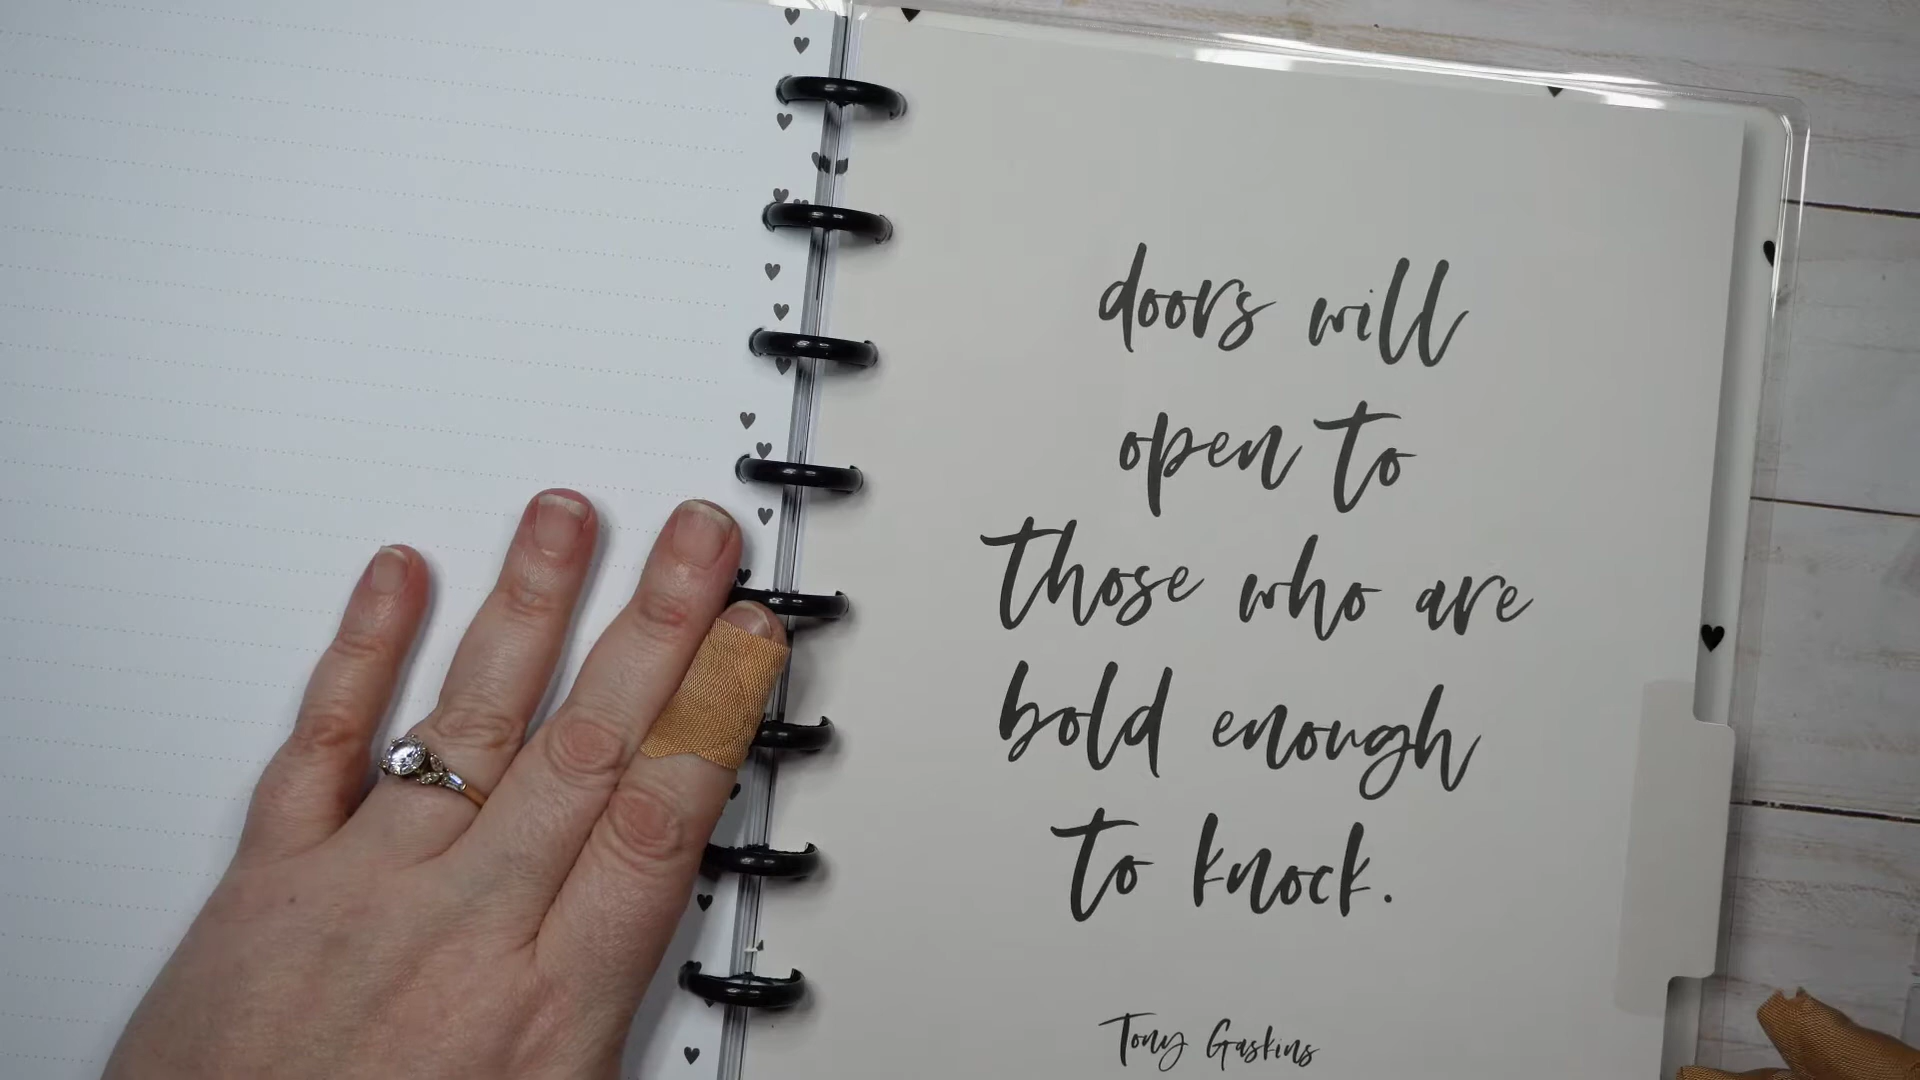 doors will
open to
those who are
bold enough
to knock.
Tony Gaskins